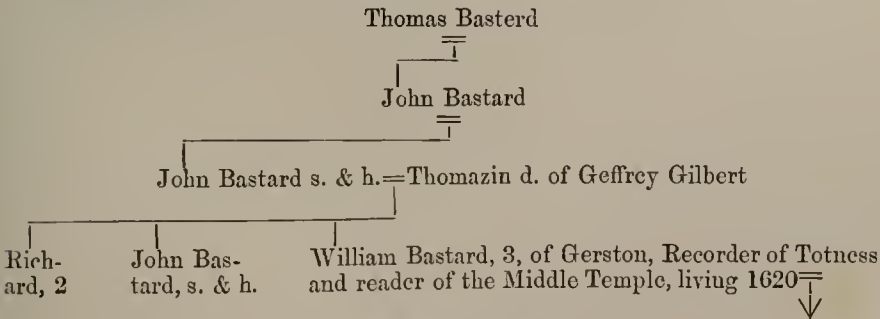 Thomas Basterd
John Bastard
John Bastard s. & h.=Thomazin d. of Geffrey Gilbert
Rich-
ard, 2
John Bas-
tard, s. & h.
William Bastard, 3, of Gerston, Recorder of Totness
and reader of the Middle Temple, living 1620=